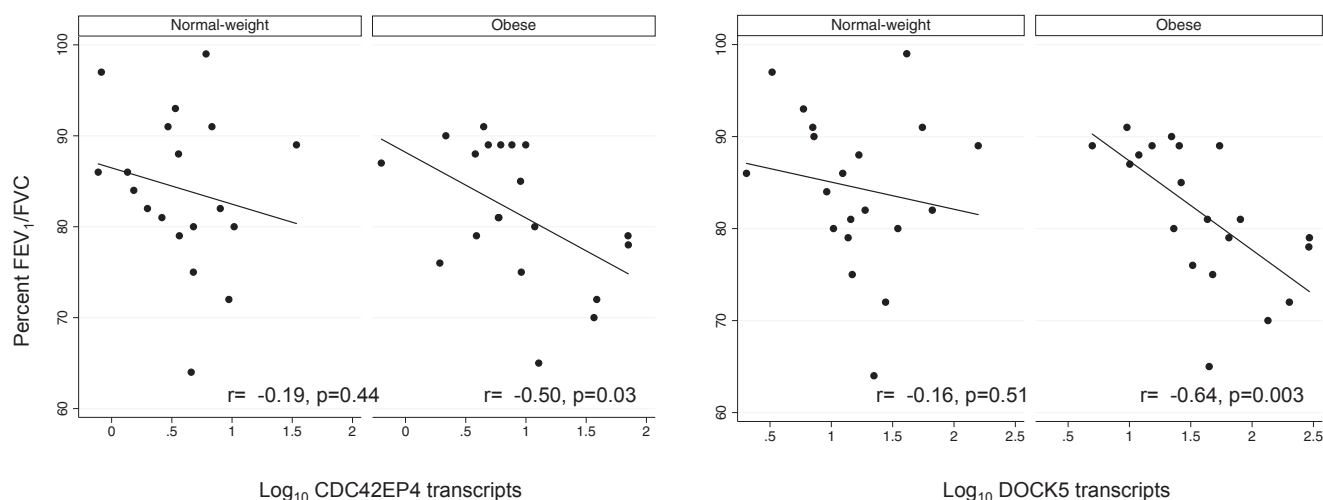 Normal-weight
Obese
Normal-weight
Obese
Percent FEV₁/FVC
100
90
80
70
60
100
90
80
70
60
r= -0.19, p=0.44
r= -0.50, p=0.03
r= -0.16, p=0.51
r= -0.64, p=0.003
0 .5 1 1.5 2
0 .5 1 1.5 2
.5 1 1.5 2 2.5
.5 1 1.5 2 2.5
Log₁₀ CDC42EP4 transcripts
Log₁₀ DOCK5 transcripts